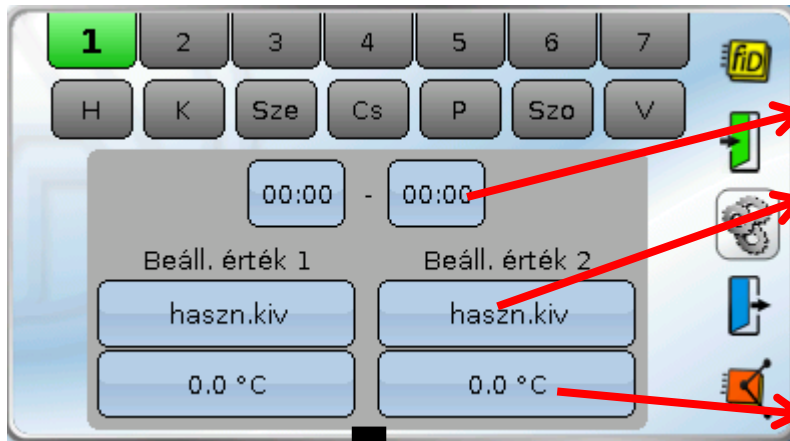 1 2 3 4 5 6 7
H K Sze Cs P Szo V
fiD
00:00 - 00:00
Beáll. érték 1 Beáll. érték 2
haszn.kiv haszn.kiv
0.0 °C 0.0 °C